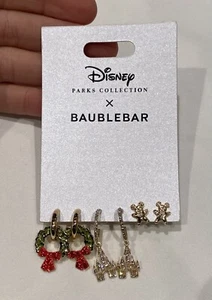 Disney
PARKS COLLECTION
×
BAUBLEBAR